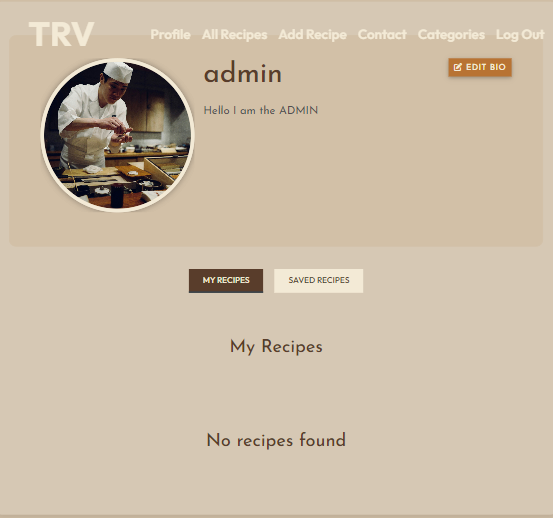 TRV Profile All Recipes Add Recipe Contact Categories Log Out
admin
EDIT BIO
Hello I am the ADMIN
MY RECIPES SAVED RECIPES
My Recipes
No recipes found